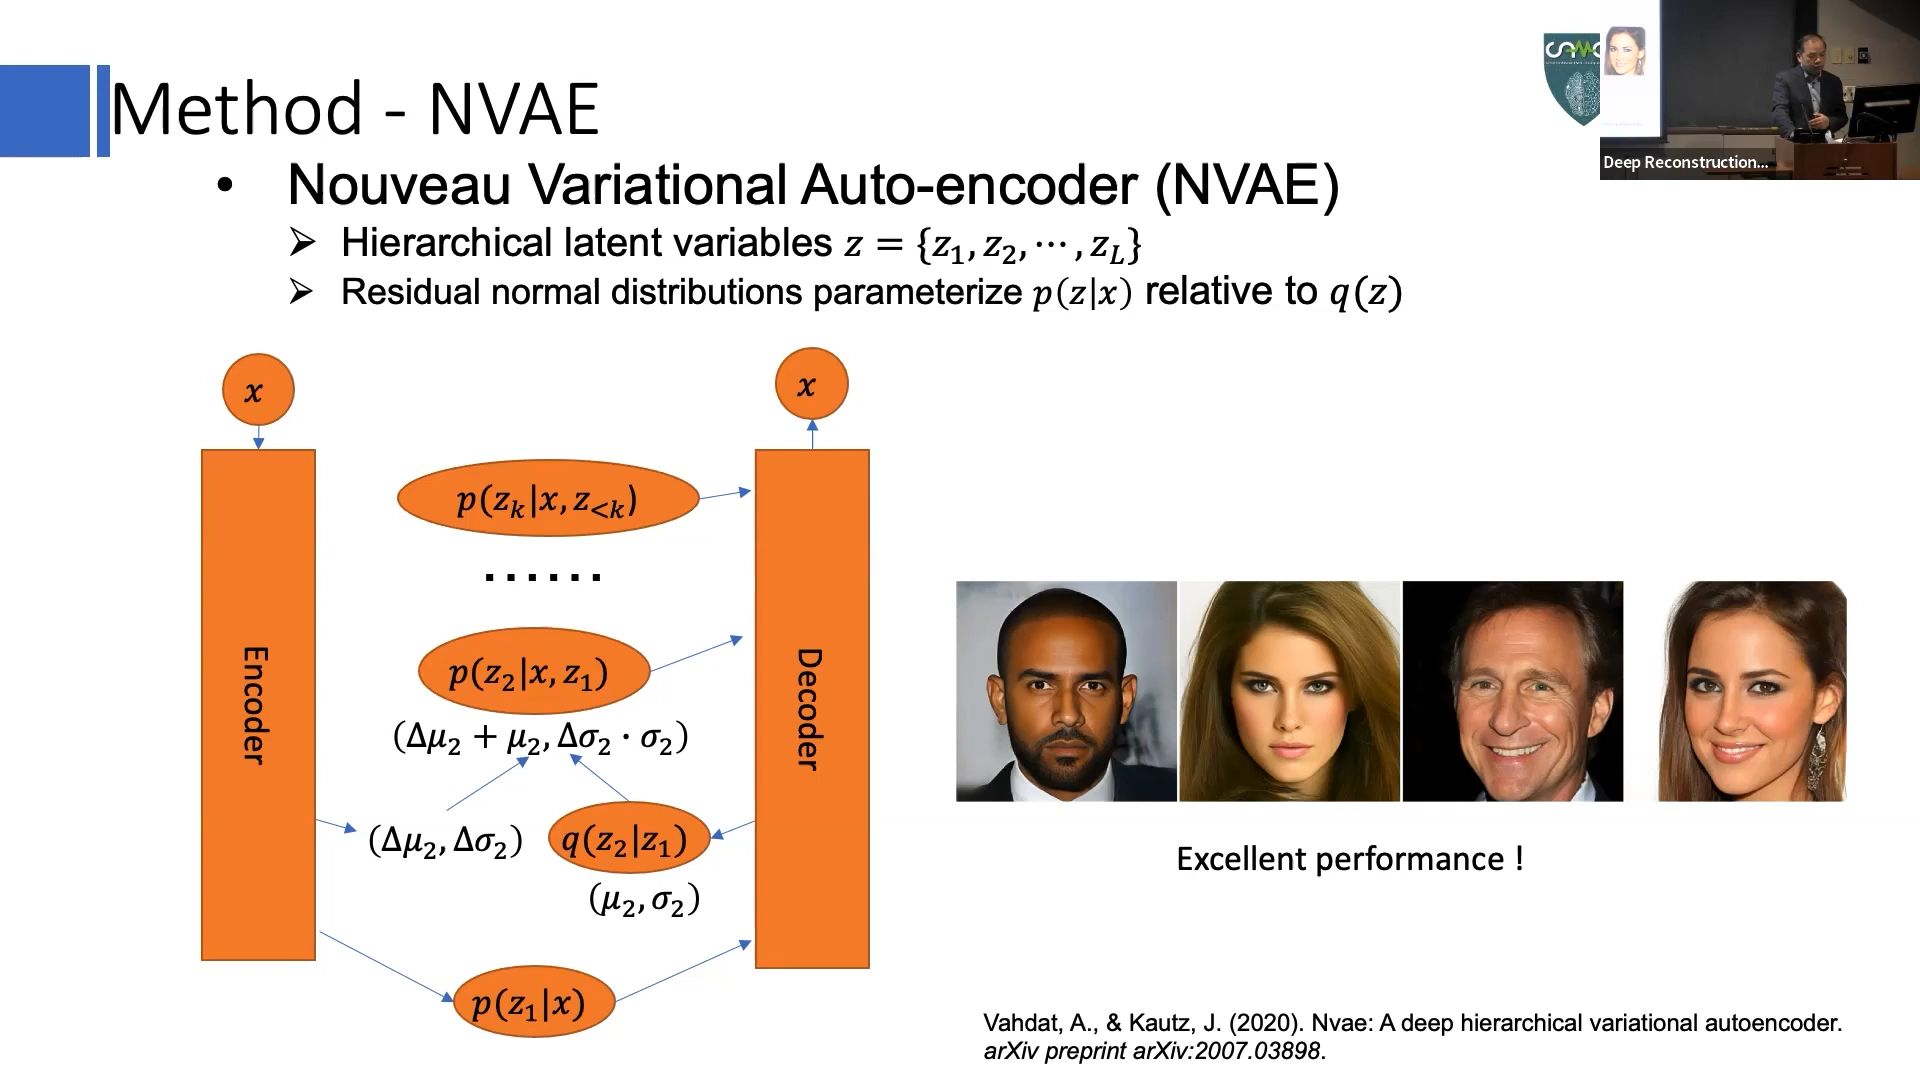 Method - NVAE
• Nouveau Variational Auto-encoder (NVAE)
➢ Hierarchical latent variables z = {z₁, z₂, ⋯ , z_L}
➢ Residual normal distributions parameterize p(z|x) relative to q(z)
Deep Reconstruction...
x
x
p(z_k|x, z_{<k})
······
Encoder
Decoder
p(z₂|x, z₁)
(Δμ₂ + μ₂, Δσ₂ · σ₂)
(Δμ₂, Δσ₂)
q(z₂|z₁)
(μ₂, σ₂)
p(z₁|x)
Excellent performance !
Vahdat, A., & Kautz, J. (2020). Nvae: A deep hierarchical variational autoencoder.
arXiv preprint arXiv:2007.03898.